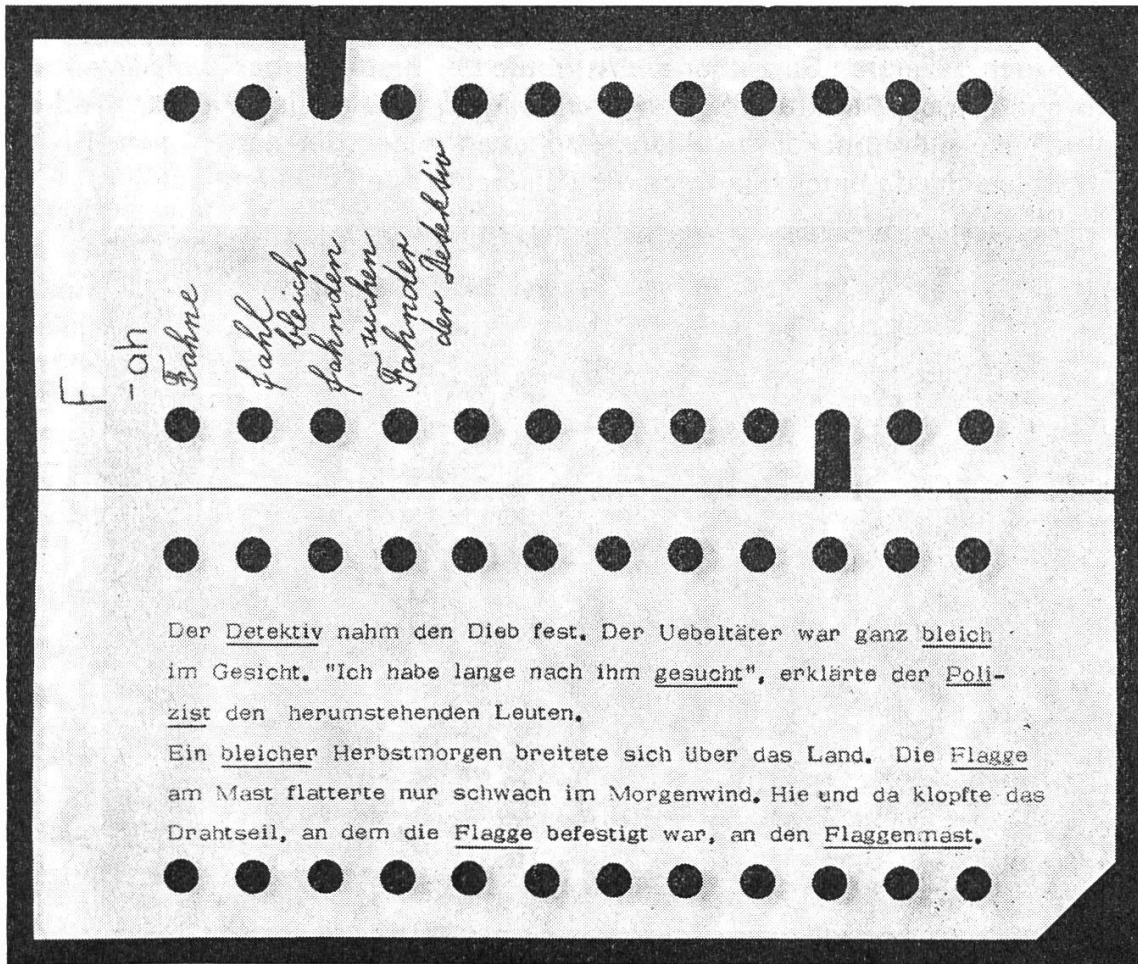 F
-ah
Fahne
fahl
bleich
fahnden
suchen
Fahnder
der Detektiv
Der Detektiv nahm den Dieb fest. Der Uebeltäter war ganz bleich
im Gesicht. "Ich habe lange nach ihm gesucht", erklärte der Poli-
zist den herumstehenden Leuten.
Ein bleicher Herbstmorgen breitete sich über das Land. Die Flagge
am Mast flatterte nur schwach im Morgenwind. Hie und da klopfte das
Drahtseil, an dem die Flagge befestigt war, an den Flaggenmast.